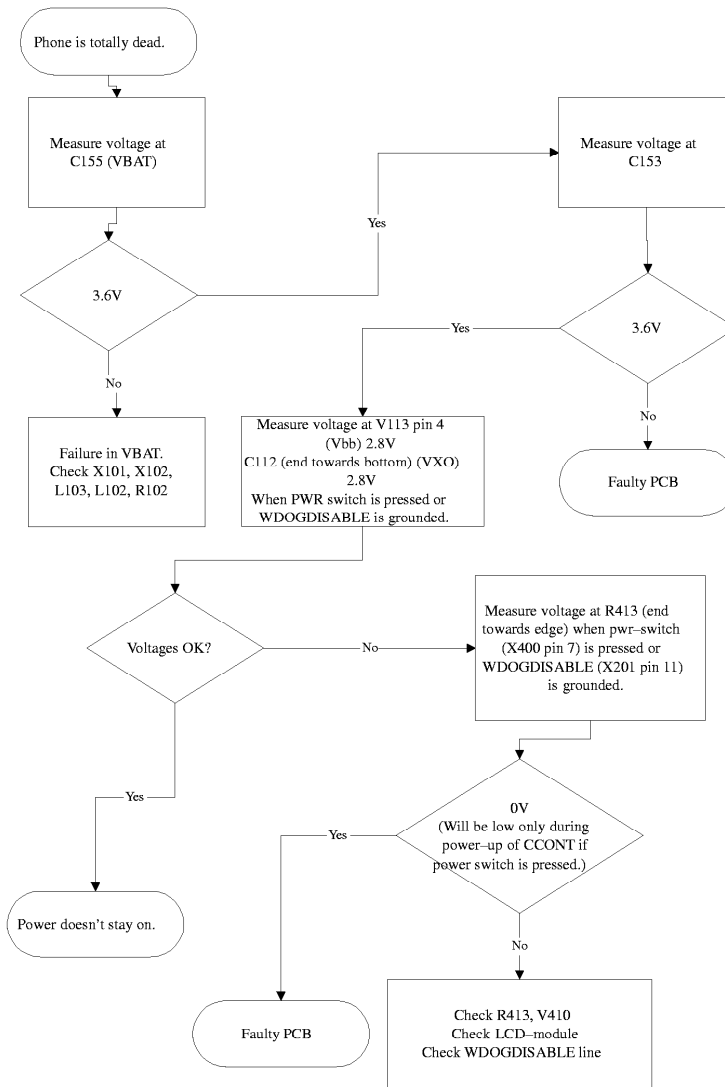 Phone is totally dead.
Measure voltage at
C155 (VBAT)
3.6V
Yes
No
Failure in VBAT.
Check X101, X102,
L103, L102, R102
Measure voltage at
C153
3.6V
Yes
No
Faulty PCB
Measure voltage at V113 pin 4
(Vbb) 2.8V
C112 (end towards bottom) (VXO)
2.8V
When PWR switch is pressed or
WDOGDISABLE is grounded.
Voltages OK?
No
Yes
Power doesn't stay on.
Measure voltage at R413 (end
towards edge) when pwr–switch
(X400 pin 7) is pressed or
WDOGDISABLE (X201 pin 11)
is grounded.
0V
(Will be low only during
power–up of CCONT if
power switch is pressed.)
Yes
No
Faulty PCB
Check R413, V410
Check LCD–module
Check WDOGDISABLE line